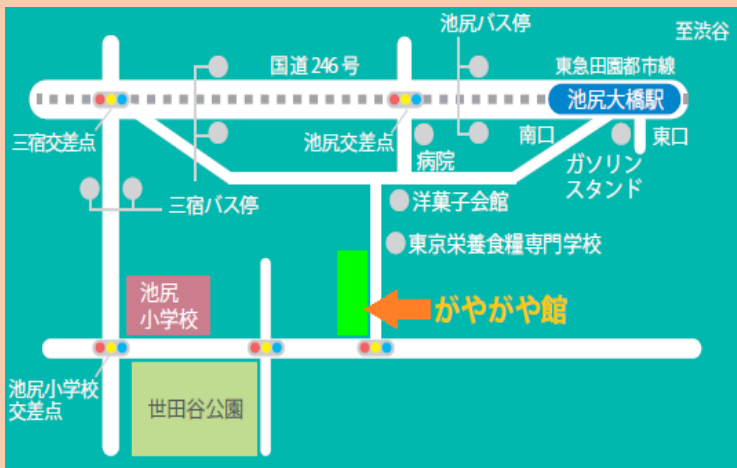 池尻バス停
至渋谷
国道246号
東急田園都市線
池尻大橋駅
三宿交差点
池尻交差点
南口
東口
病院
ガソリン
スタンド
三宿バス停
洋菓子会館
東京栄養食糧専門学校
池尻
小学校
がやがや館
池尻小学校
交差点
世田谷公園